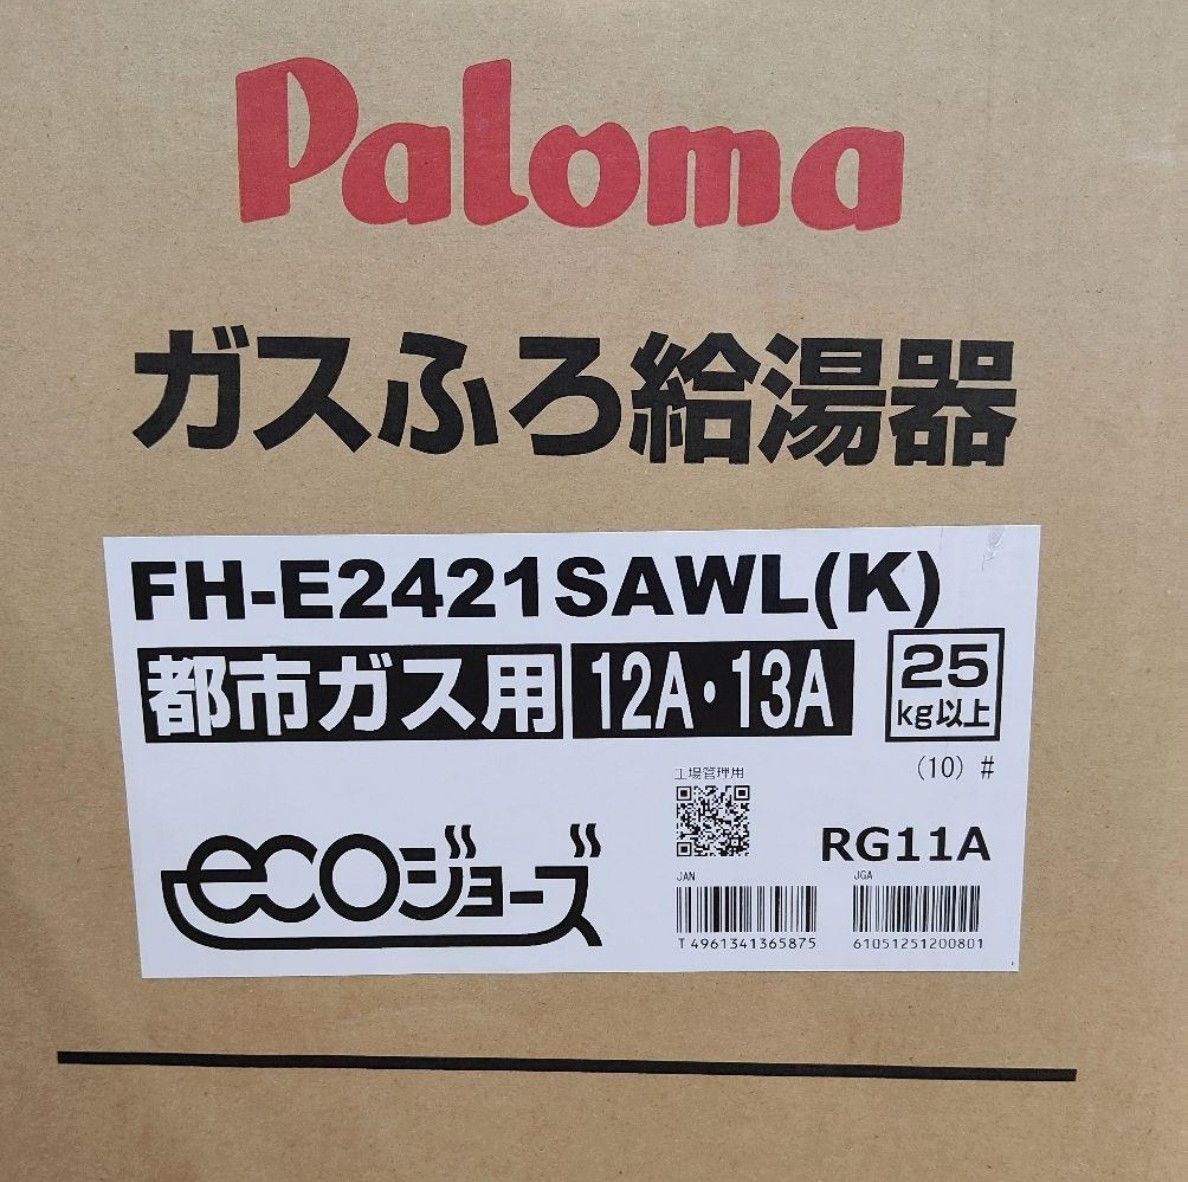 Paloma
ガスふろ給湯器
FH-E2421SAWL(K)
都市ガス用 12A・13A
25
kg以上
(10) #
工場管理用
RG11A
ecoジョーズ
JAN
JGA
T 4961341365875
61051251200801